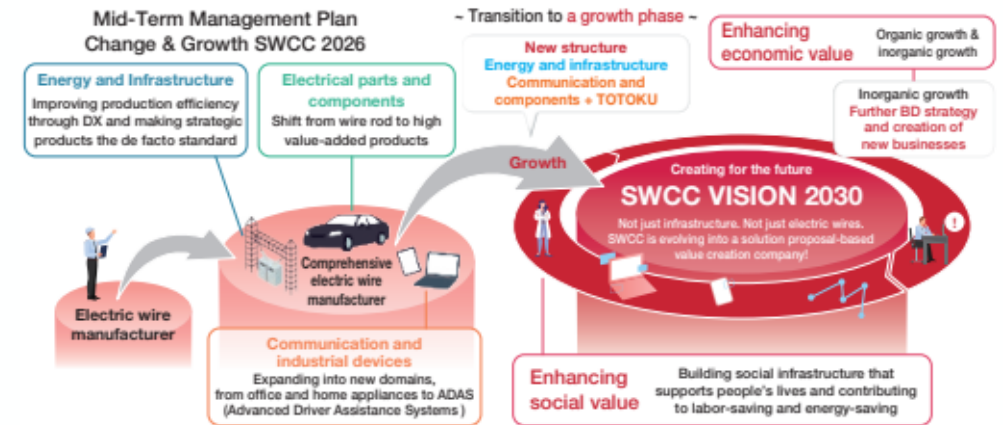 Mid-Term Management Plan
Change & Growth SWCC 2026
Energy and Infrastructure
Improving production efficiency
through DX and making strategic
products the de facto standard
Electrical parts and
components
Shift from wire rod to high
value-added products
~ Transition to a growth phase ~
New structure
Energy and infrastructure
Communication and
components + TOTOKU
Enhancing
economic value
Organic growth &
inorganic growth
Inorganic growth
Further BD strategy
and creation of
new businesses
Growth
Creating for the future
SWCC VISION 2030
Not just infrastructure. Not just electric wires.
SWCC is evolving into a solution proposal-based
value creation company!
!
Electric wire
manufacturer
Comprehensive
electric wire
manufacturer
Communication and
industrial devices
Expanding into new domains,
from office and home appliances to ADAS
(Advanced Driver Assistance Systems )
Enhancing
social value
Building social infrastructure that
supports people's lives and contributing
to labor-saving and energy-saving